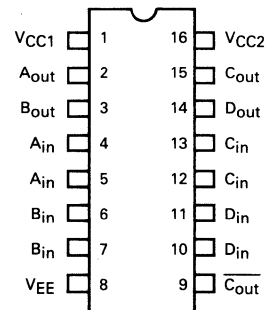 VCC1 1 16 VCC2
Aout 2 15 Cout
Bout 3 14 Dout
Ain 4 13 Cin
Ain 5 12 Cin
Bin 6 11 Din
Bin 7 10 Din
VEE 8 9 C̅o̅u̅t̅